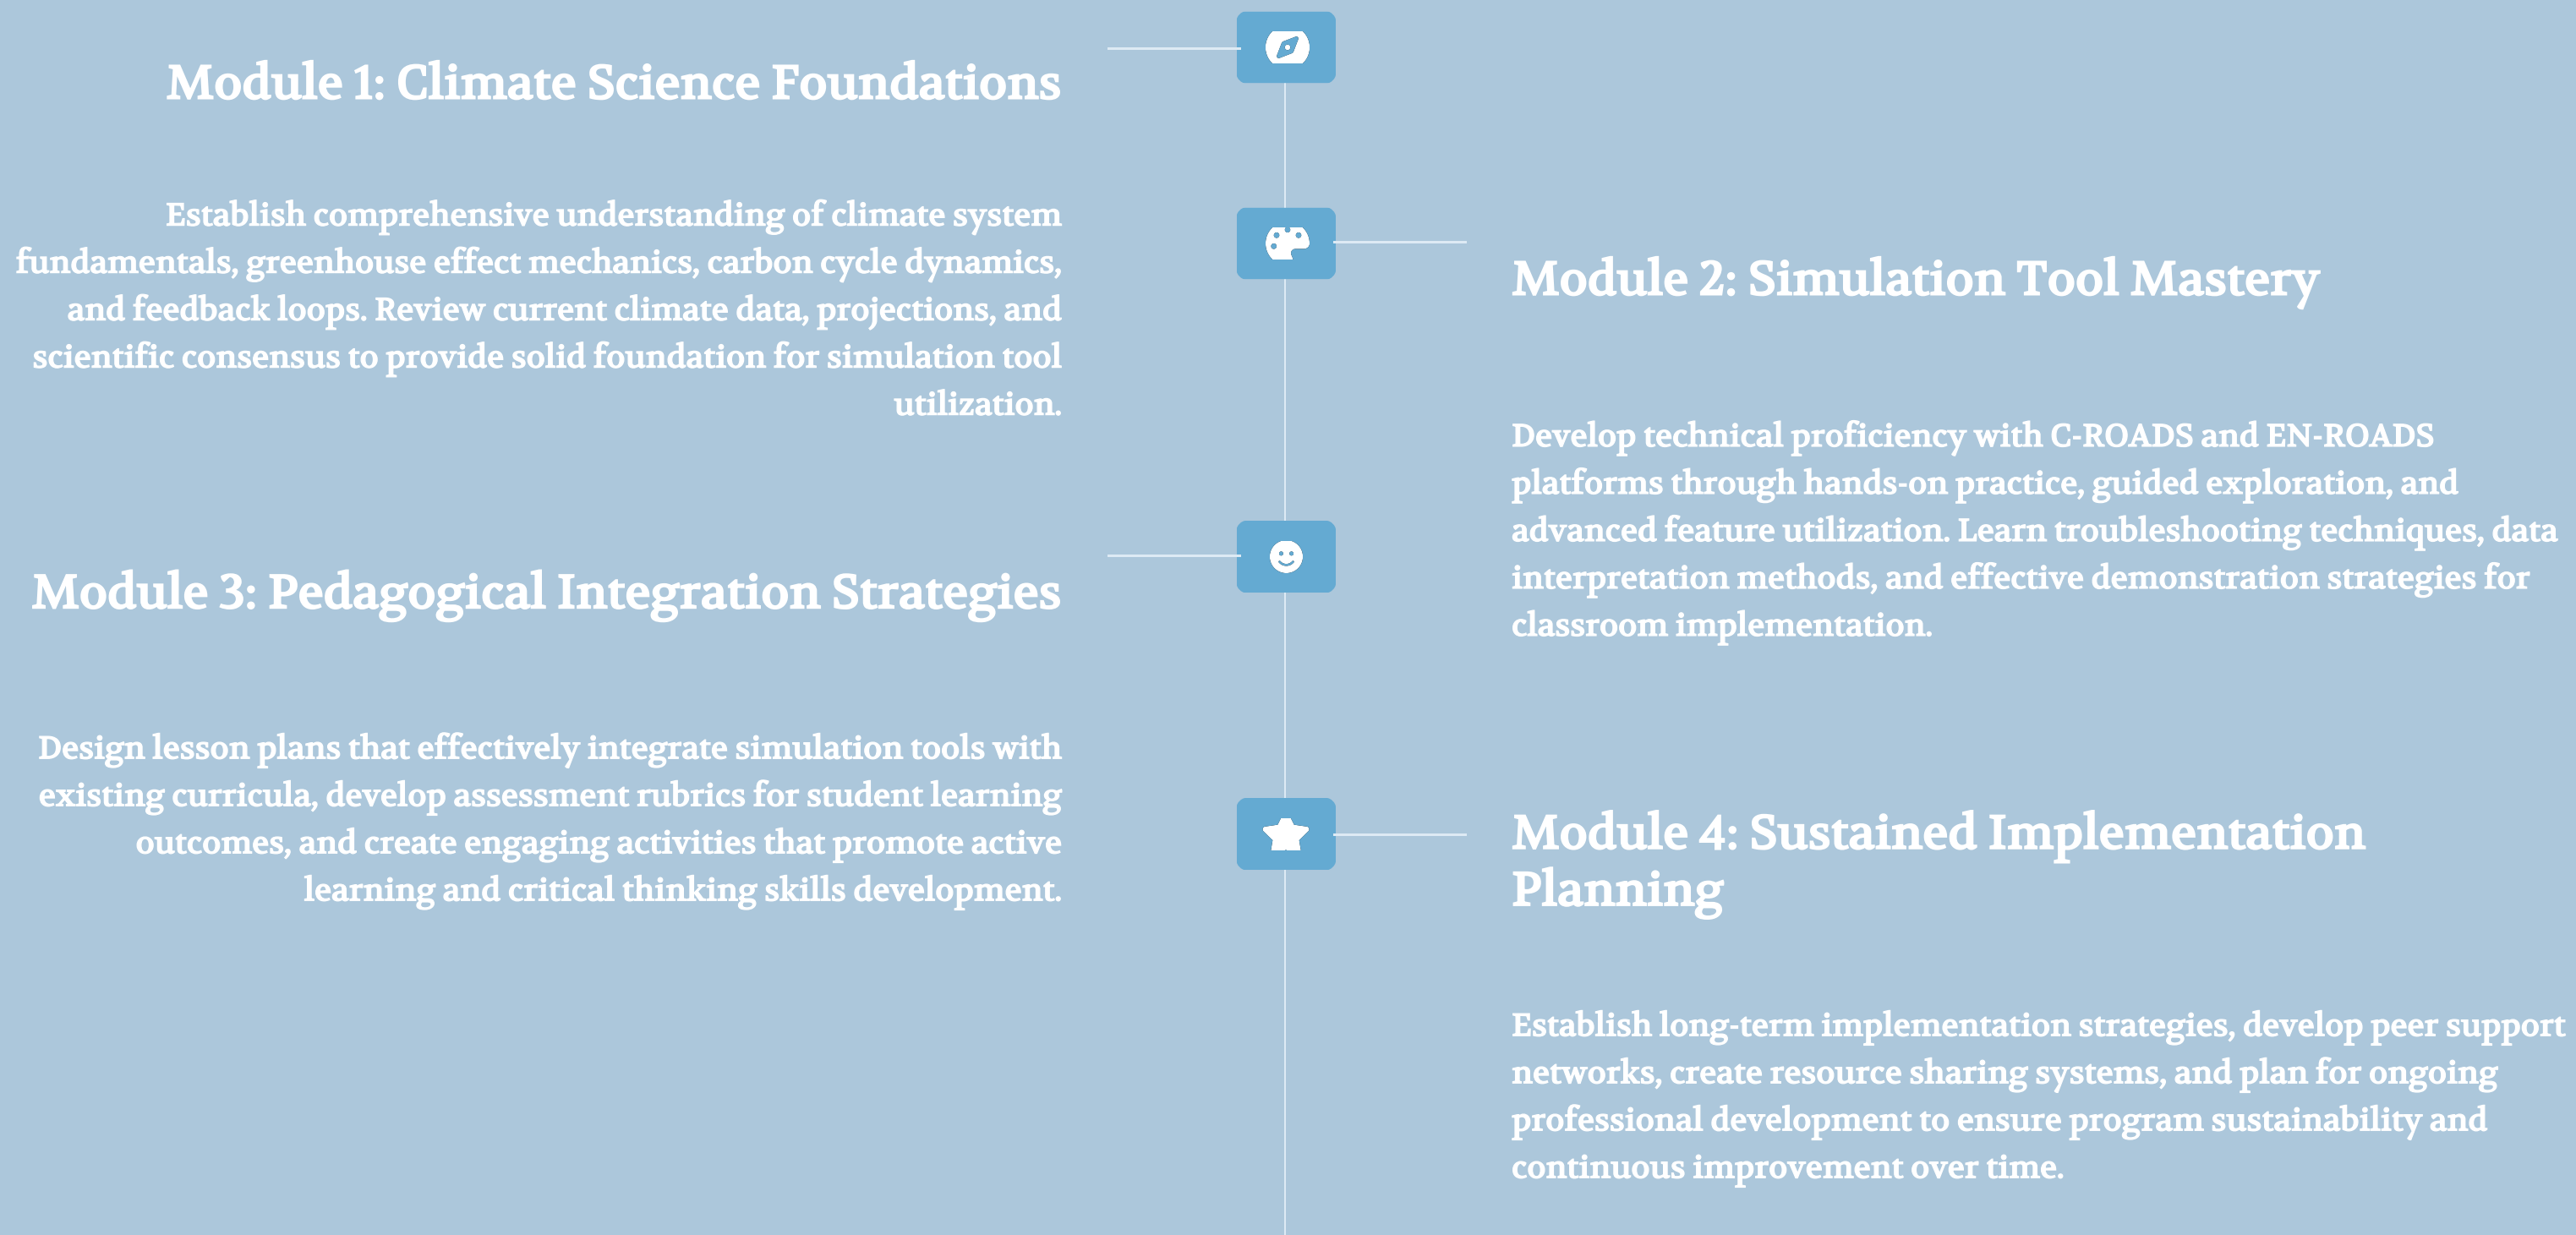 Module 1: Climate Science Foundations
Establish comprehensive understanding of climate system
fundamentals, greenhouse effect mechanics, carbon cycle dynamics,
and feedback loops. Review current climate data, projections, and
scientific consensus to provide solid foundation for simulation tool
utilization.
Module 2: Simulation Tool Mastery
Develop technical proficiency with C-ROADS and EN-ROADS
platforms through hands-on practice, guided exploration, and
advanced feature utilization. Learn troubleshooting techniques, data
interpretation methods, and effective demonstration strategies for
classroom implementation.
Module 3: Pedagogical Integration Strategies
Design lesson plans that effectively integrate simulation tools with
existing curricula, develop assessment rubrics for student learning
outcomes, and create engaging activities that promote active
learning and critical thinking skills development.
Module 4: Sustained Implementation
Planning
Establish long-term implementation strategies, develop peer support
networks, create resource sharing systems, and plan for ongoing
professional development to ensure program sustainability and
continuous improvement over time.